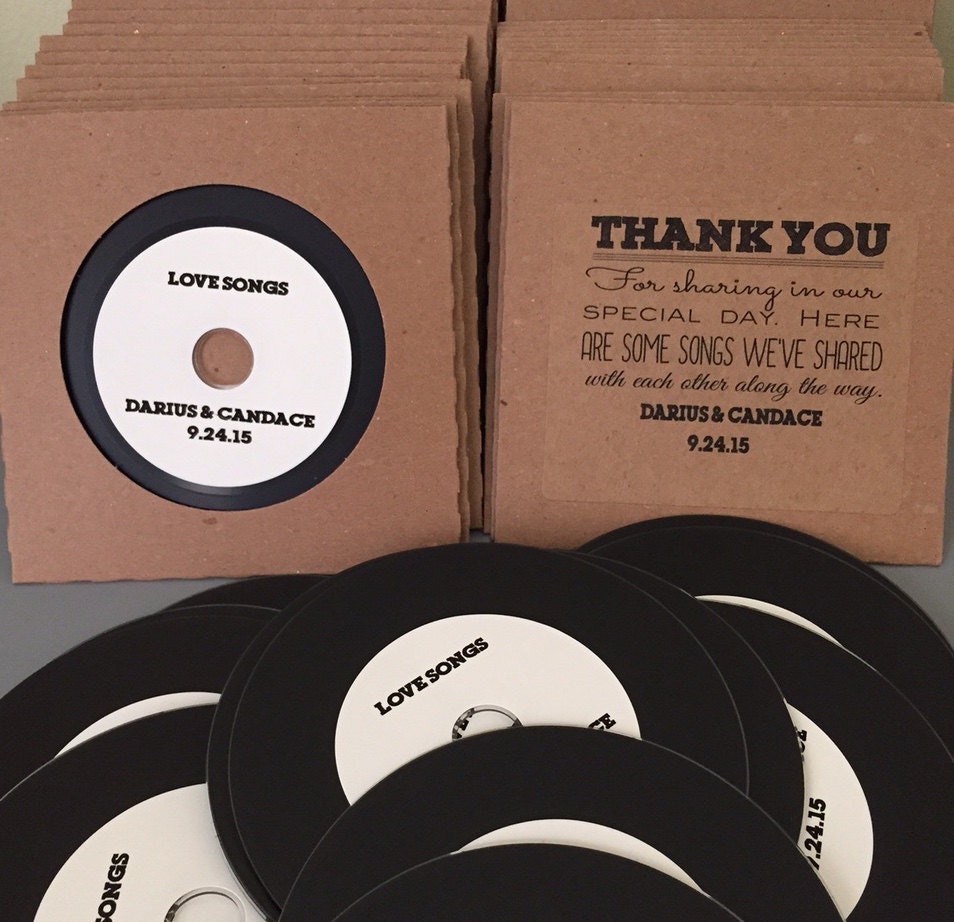 LOVE SONGS
DARIUS & CANDACE
9.24.15
THANK YOU
For sharing in our
SPECIAL DAY. HERE
ARE SOME SONGS WE'VE SHARED
with each other along the way.
DARIUS & CANDACE
9.24.15
LOVE SONGS
CE
9.24.15
SONGS